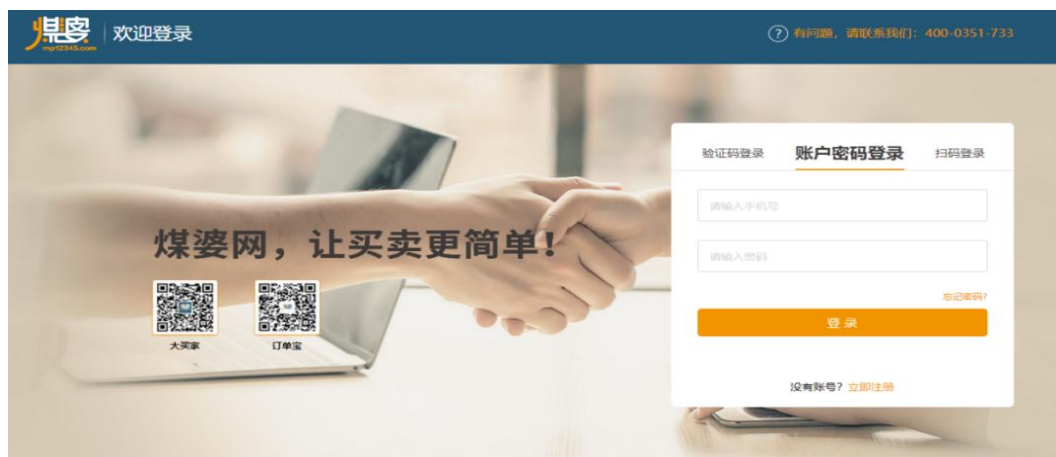 煤婆
mp12345.com
欢迎登录
? 有问题，请联系我们：400-0351-733
煤婆网，让买卖更简单！
大买家
订单宝
验证码登录
账户密码登录
扫码登录
请输入手机号
请输入密码
忘记密码?
登 录
没有账号？立即注册